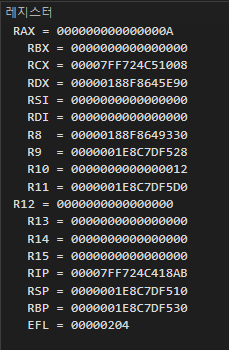 레지스터
RAX = 000000000000000A
RBX = 0000000000000000
RCX = 00007FF724C51008
RDX = 00000188F8645E90
RSI = 0000000000000000
RDI = 0000000000000000
R8  = 00000188F8649330
R9  = 0000001E8C7DF528
R10 = 0000000000000012
R11 = 0000001E8C7DF5D0
R12 = 0000000000000000
R13 = 0000000000000000
R14 = 0000000000000000
R15 = 0000000000000000
RIP = 00007FF724C418AB
RSP = 0000001E8C7DF510
RBP = 0000001E8C7DF530
EFL = 00000204